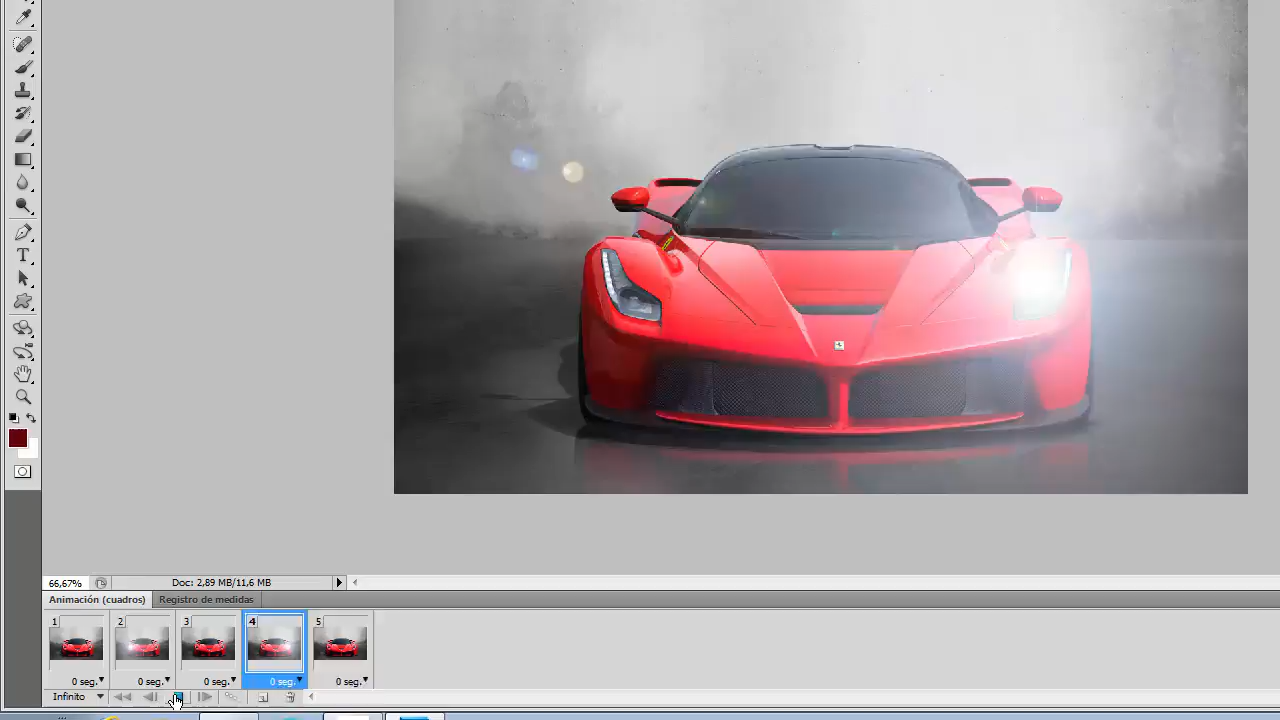 66,67%
Doc: 2,89 MB/11,6 MB
Animación (cuadros)
Registro de medidas
1
2
3
4
5
0 seg.
0 seg.
0 seg.
0 seg.
0 seg.
Infinito